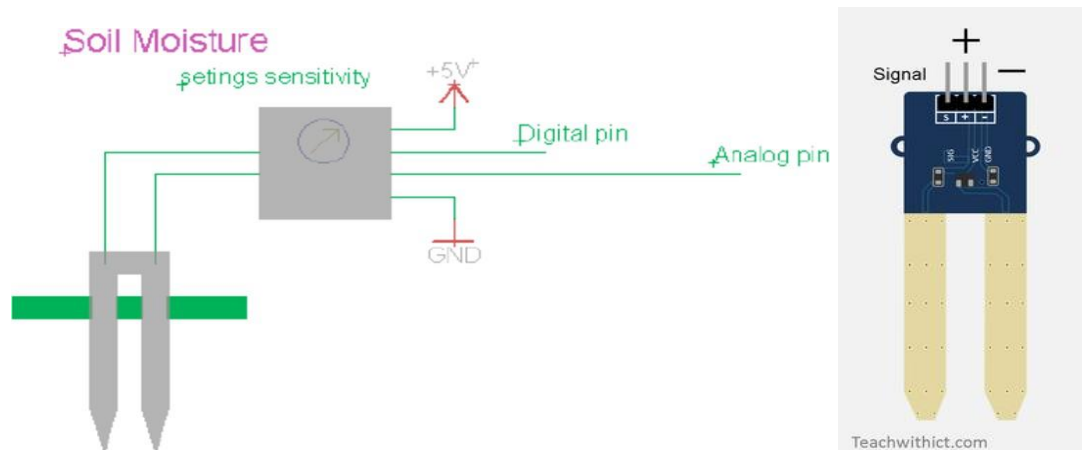 Soil Moisture
setings sensitivity
+5V
Digital pin
Analog pin
GND
+
Signal
—
S + -
SIG
VCC
GND
Teachwithict.com